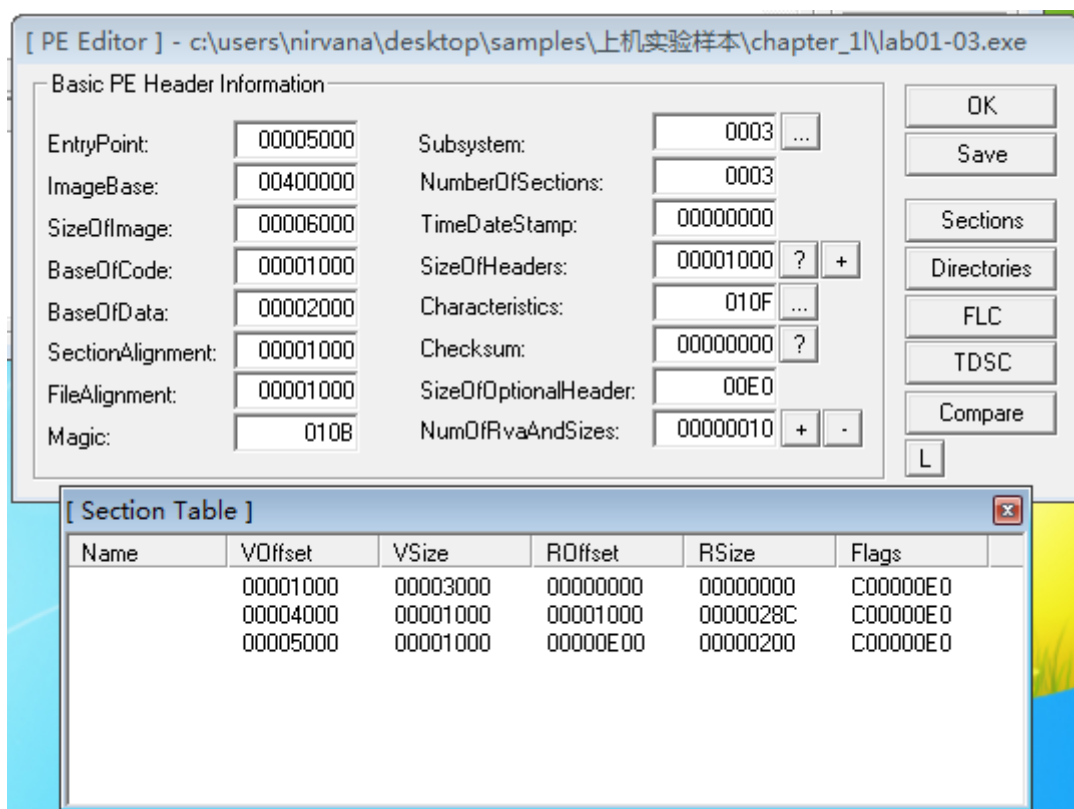 [ PE Editor ] - c:\users\nirvana\desktop\samples\上机实验样本\chapter_1l\lab01-03.exe
Basic PE Header Information
EntryPoint: 00005000
ImageBase: 00400000
SizeOfImage: 00006000
BaseOfCode: 00001000
BaseOfData: 00002000
SectionAlignment: 00001000
FileAlignment: 00001000
Magic: 010B
Subsystem: 0003 ...
NumberOfSections: 0003
TimeDateStamp: 00000000
SizeOfHeaders: 00001000 ? +
Characteristics: 010F ...
Checksum: 00000000 ?
SizeOfOptionalHeader: 00E0
NumOfRvaAndSizes: 00000010 + -
OK
Save
Sections
Directories
FLC
TDSC
Compare
L
[ Section Table ]
Name VOffset VSize ROffset RSize Flags
00001000 00003000 00000000 00000000 C00000E0
00004000 00001000 00001000 0000028C C00000E0
00005000 00001000 00000E00 00000200 C00000E0